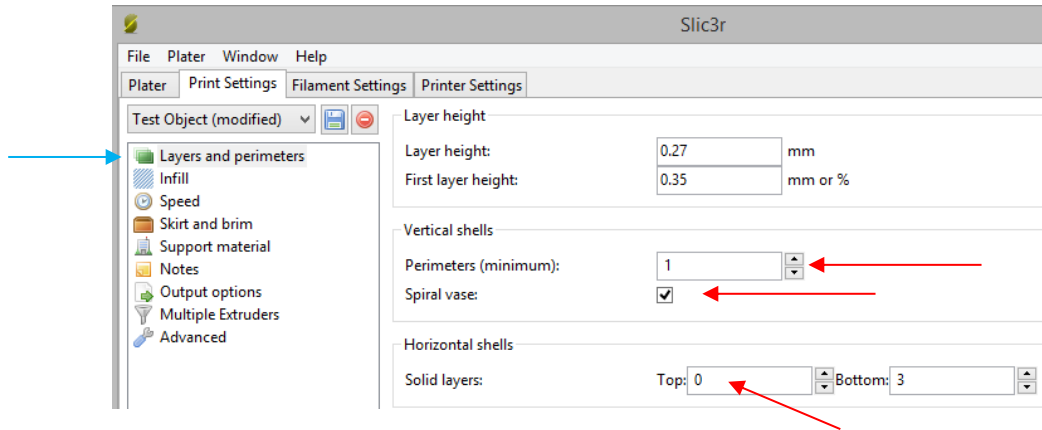 Slic3r
File Plater Window Help
Plater Print Settings Filament Settings Printer Settings
Test Object (modified)
Layers and perimeters
Infill
Speed
Skirt and brim
Support material
Notes
Output options
Multiple Extruders
Advanced
Layer height
Layer height: 0.27 mm
First layer height: 0.35 mm or %
Vertical shells
Perimeters (minimum): 1
Spiral vase:
Horizontal shells
Solid layers: Top: 0 Bottom: 3